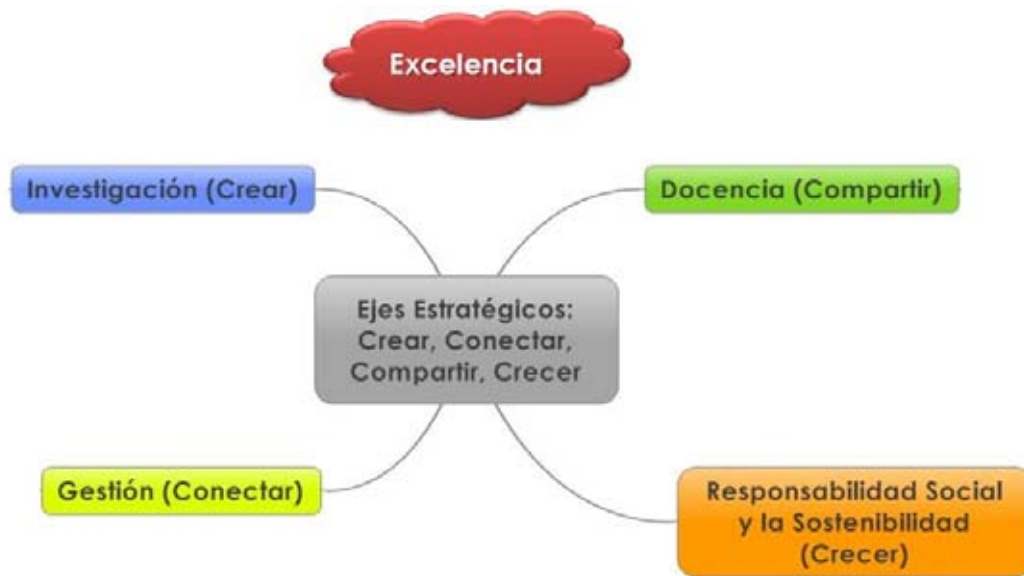 Excelencia
Investigación (Crear)
Docencia (Compartir)
Ejes Estratégicos:
Crear, Conectar,
Compartir, Crecer
Gestión (Conectar)
Responsabilidad Social
y la Sostenibilidad
(Crecer)